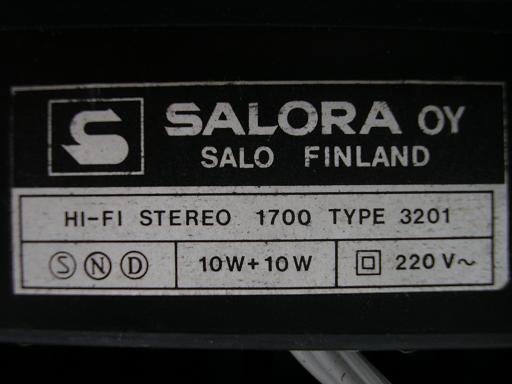 S SALORA OY
SALO FINLAND
HI-FI STEREO 1700 TYPE 3201
S N D 10W+10W 220 V~